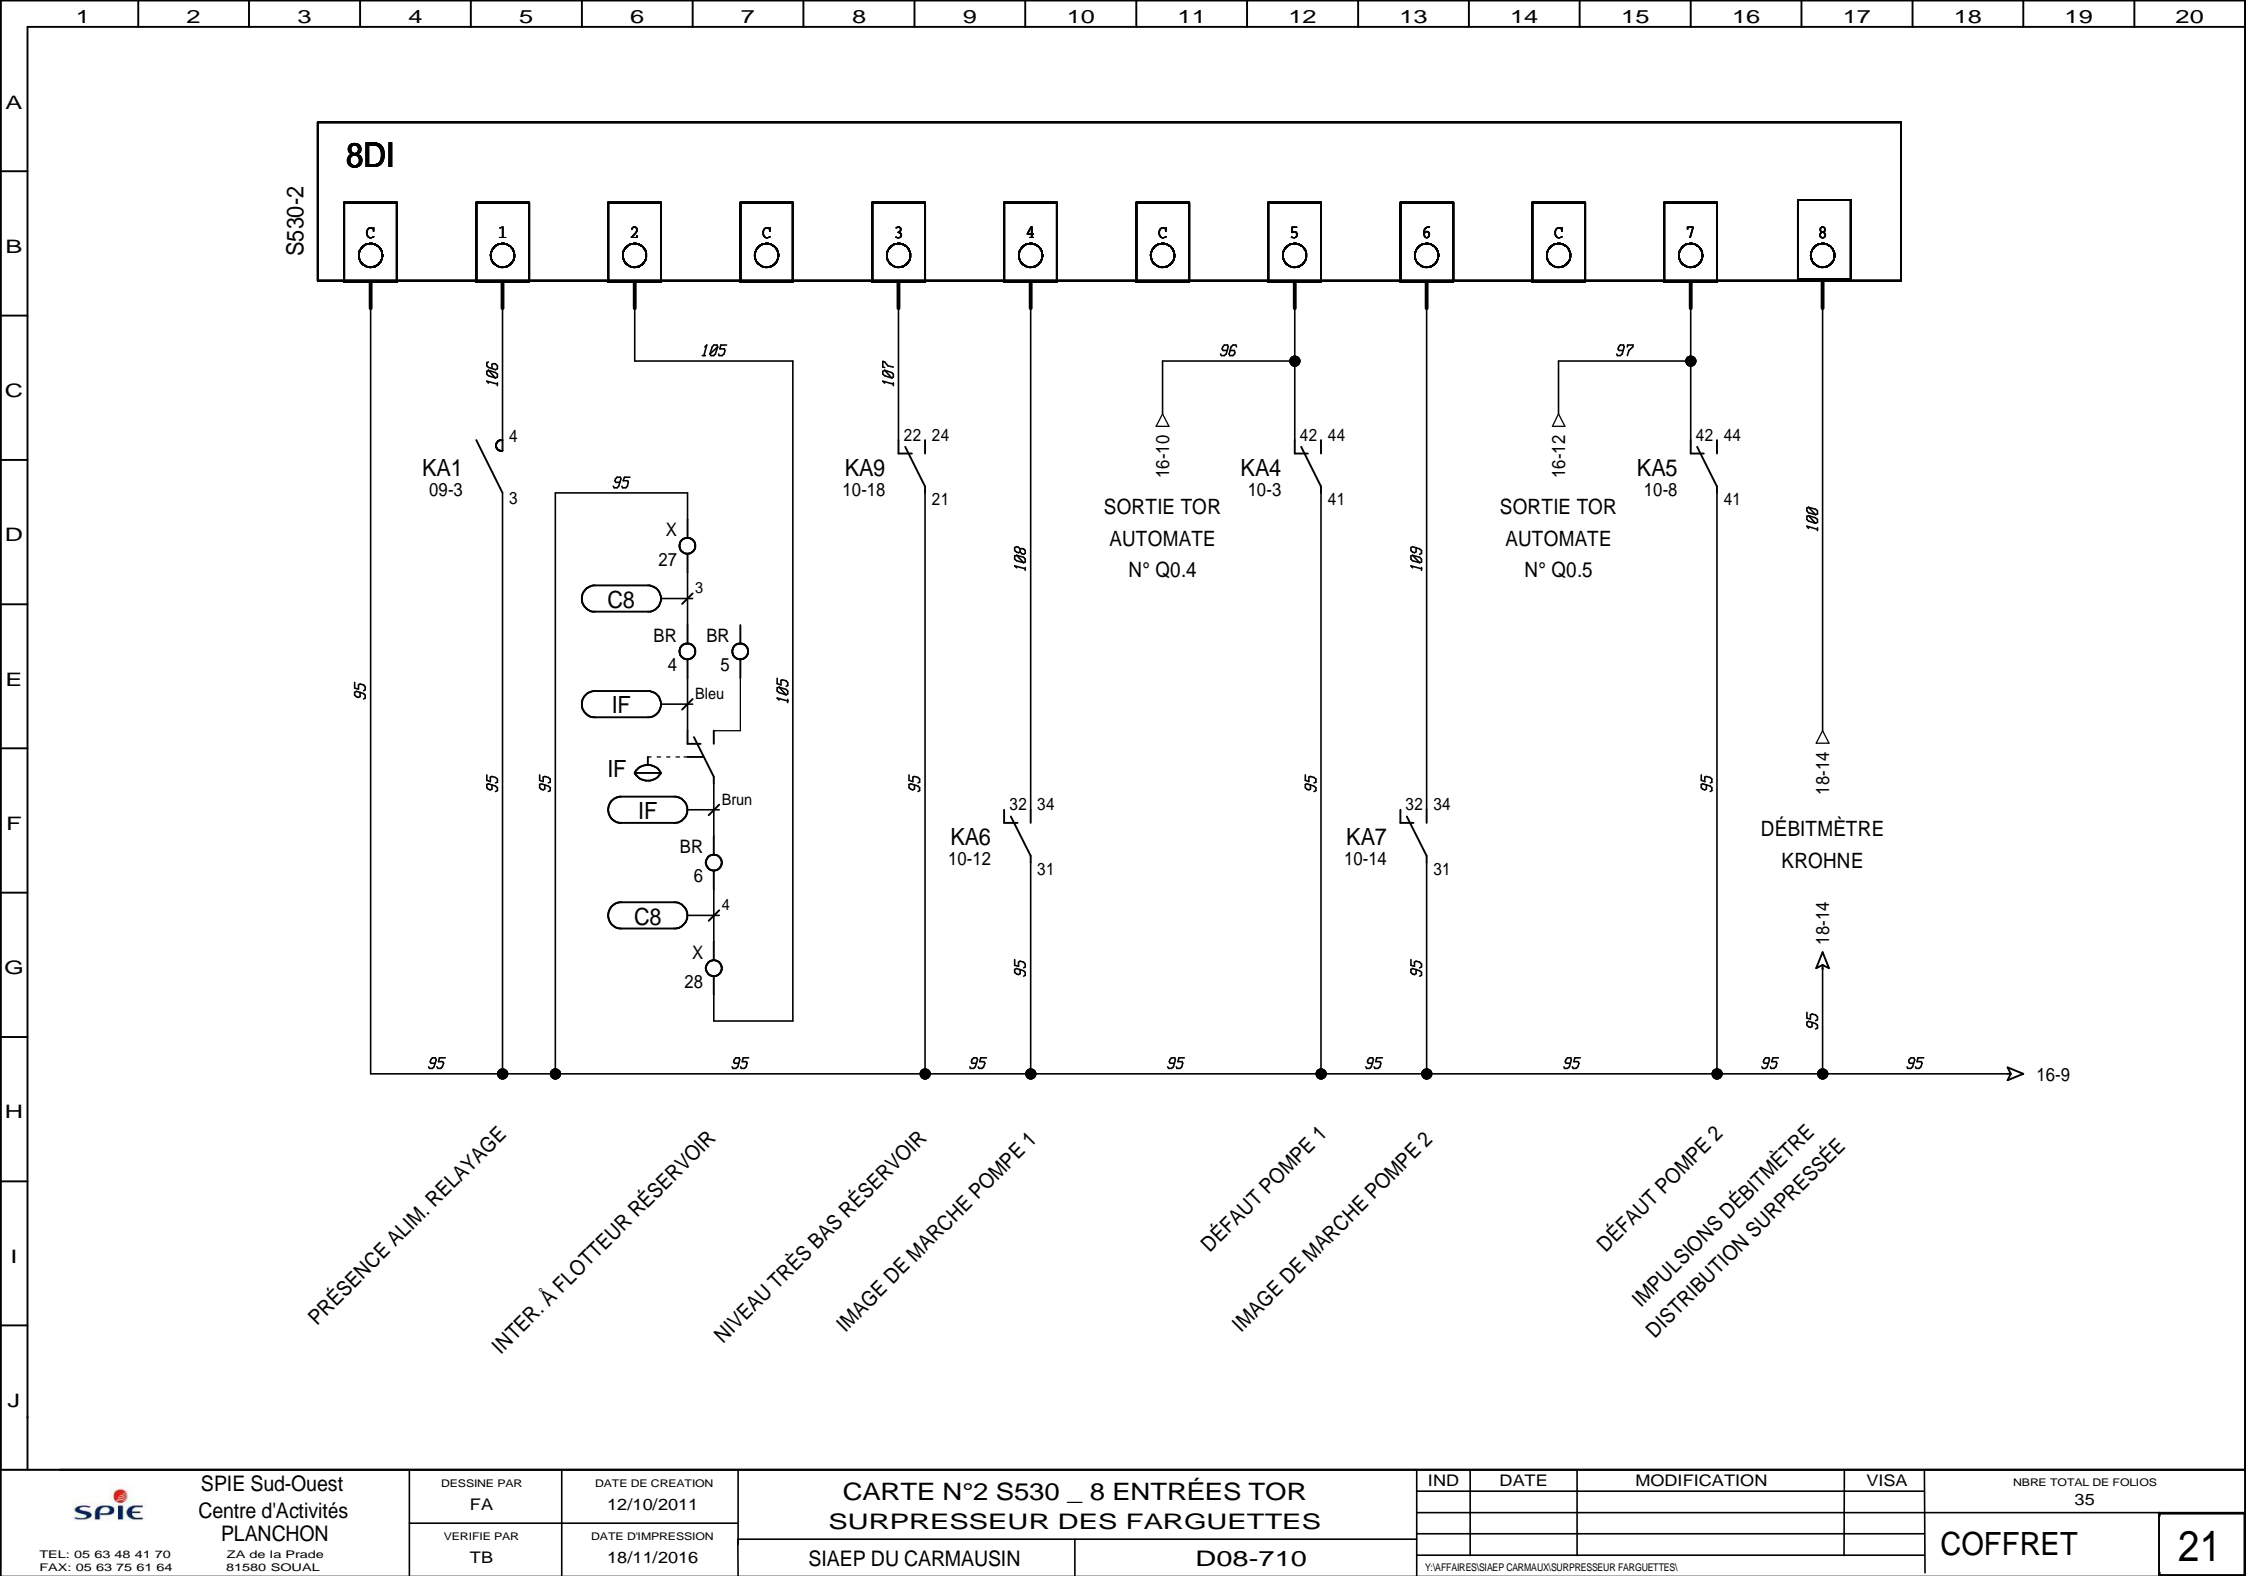 1 2 3 4 5 6 7 8 9 10 11 12 13 14 15 16 17 18 19 20
A
B
C
D
E
F
G
H
I
J
8DI
S530-2
C 1 2 C 3 4 C 5 6 C 7 8
105 96 97
106 107
4 22 24 16-10 42 44 16-12 42 44
KA1 KA9 KA4 KA5
09-3 10-18 10-3 10-8
3 21 41 41
95
SORTIE TOR SORTIE TOR
AUTOMATE AUTOMATE
N° Q0.4 N° Q0.5
108 109 100
X
27
C8 3
BR BR
4 5
IF Bleu
95 105
IF
95 95 95 95 95
IF Brun
BR
6
C8 4
X
28
32 34 32 34
KA6 KA7
10-12 10-14
31 31
18-14
DÉBITMÈTRE
KROHNE
18-14
95 95 95
95 95 95 95 95 95 95 95 16-9
PRÉSENCE ALIM. RELAYAGE
INTER. À FLOTTEUR RÉSERVOIR
NIVEAU TRÈS BAS RÉSERVOIR
IMAGE DE MARCHE POMPE 1
DÉFAUT POMPE 1
IMAGE DE MARCHE POMPE 2
DÉFAUT POMPE 2
IMPULSIONS DÉBITMÈTRE
DISTRIBUTION SURPRESSÉE
SPIE
TEL: 05 63 48 41 70
FAX: 05 63 75 61 64
SPIE Sud-Ouest
Centre d'Activités
PLANCHON
ZA de la Prade
81580 SOUAL
DESSINE PAR
FA
VERIFIE PAR
TB
DATE DE CREATION
12/10/2011
DATE D'IMPRESSION
18/11/2016
CARTE N°2 S530 _ 8 ENTRÉES TOR
SURPRESSEUR DES FARGUETTES
SIAEP DU CARMAUSIN D08-710
IND DATE MODIFICATION VISA
Y:\AFFAIRES\SIAEP CARMAUX\SURPRESSEUR FARGUETTES\
NBRE TOTAL DE FOLIOS
35
COFFRET 21